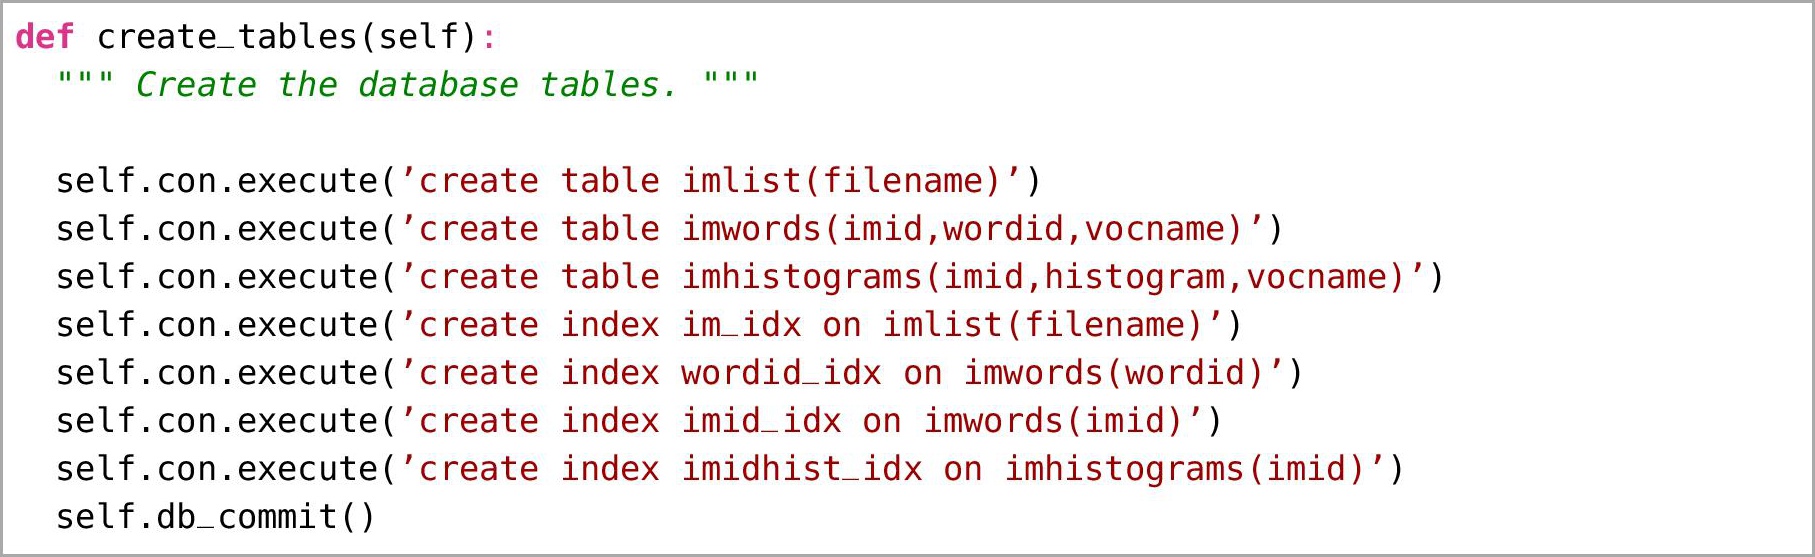 def create_tables(self):
""" Create the database tables. """
self.con.execute(’create table imlist(filename)’)
self.con.execute(’create table imwords(imid,wordid,vocname)’)
self.con.execute(’create table imhistograms(imid,histogram,vocname)’)
self.con.execute(’create index im_idx on imlist(filename)’)
self.con.execute(’create index wordid_idx on imwords(wordid)’)
self.con.execute(’create index imid_idx on imwords(imid)’)
self.con.execute(’create index imidhist_idx on imhistograms(imid)’)
self.db_commit()